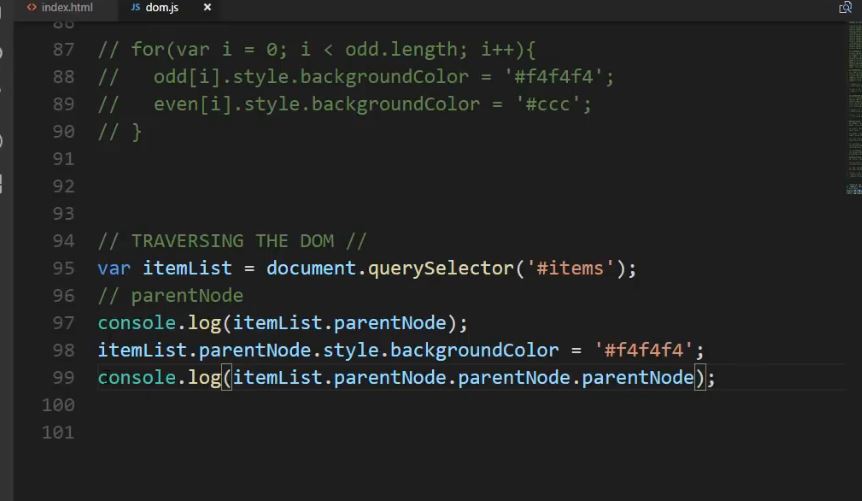 index.html
JS dom.js ×
86
87 // for(var i = 0; i < odd.length; i++){
88 //   odd[i].style.backgroundColor = '#f4f4f4';
89 //   even[i].style.backgroundColor = '#ccc';
90 // }
91
92
93
94 // TRAVERSING THE DOM //
95 var itemList = document.querySelector('#items');
96 // parentNode
97 console.log(itemList.parentNode);
98 itemList.parentNode.style.backgroundColor = '#f4f4f4';
99 console.log(itemList.parentNode.parentNode.parentNode);
100
101